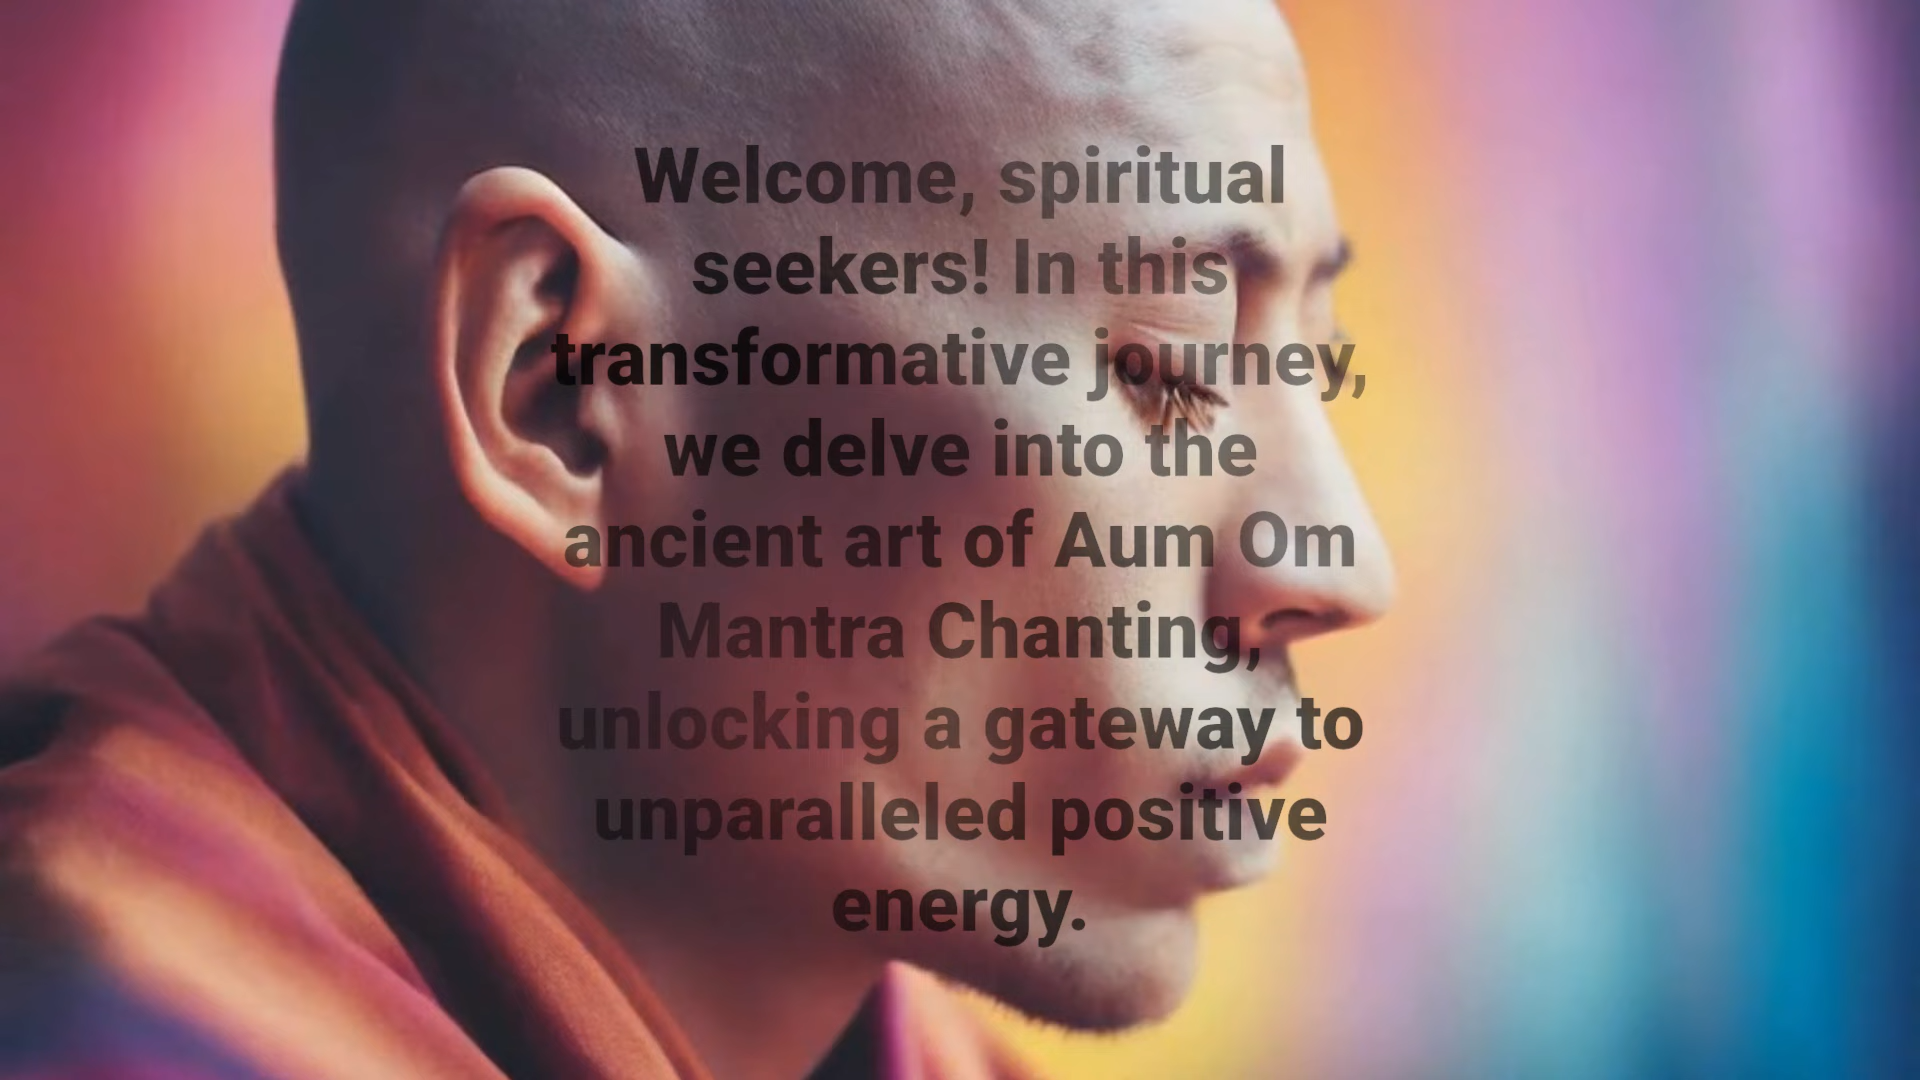 Welcome, spiritual
seekers! In this
transformative journey,
we delve into the
ancient art of Aum Om
Mantra Chanting,
unlocking a gateway to
unparalleled positive
energy.